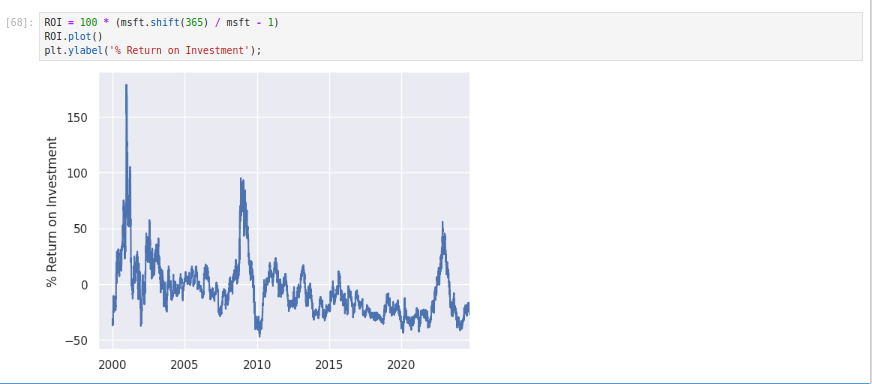 [68]: ROI = 100 * (msft.shift(365) / msft - 1)
ROI.plot()
plt.ylabel('% Return on Investment');
150
100
50
0
−50
% Return on Investment
2000 2005 2010 2015 2020